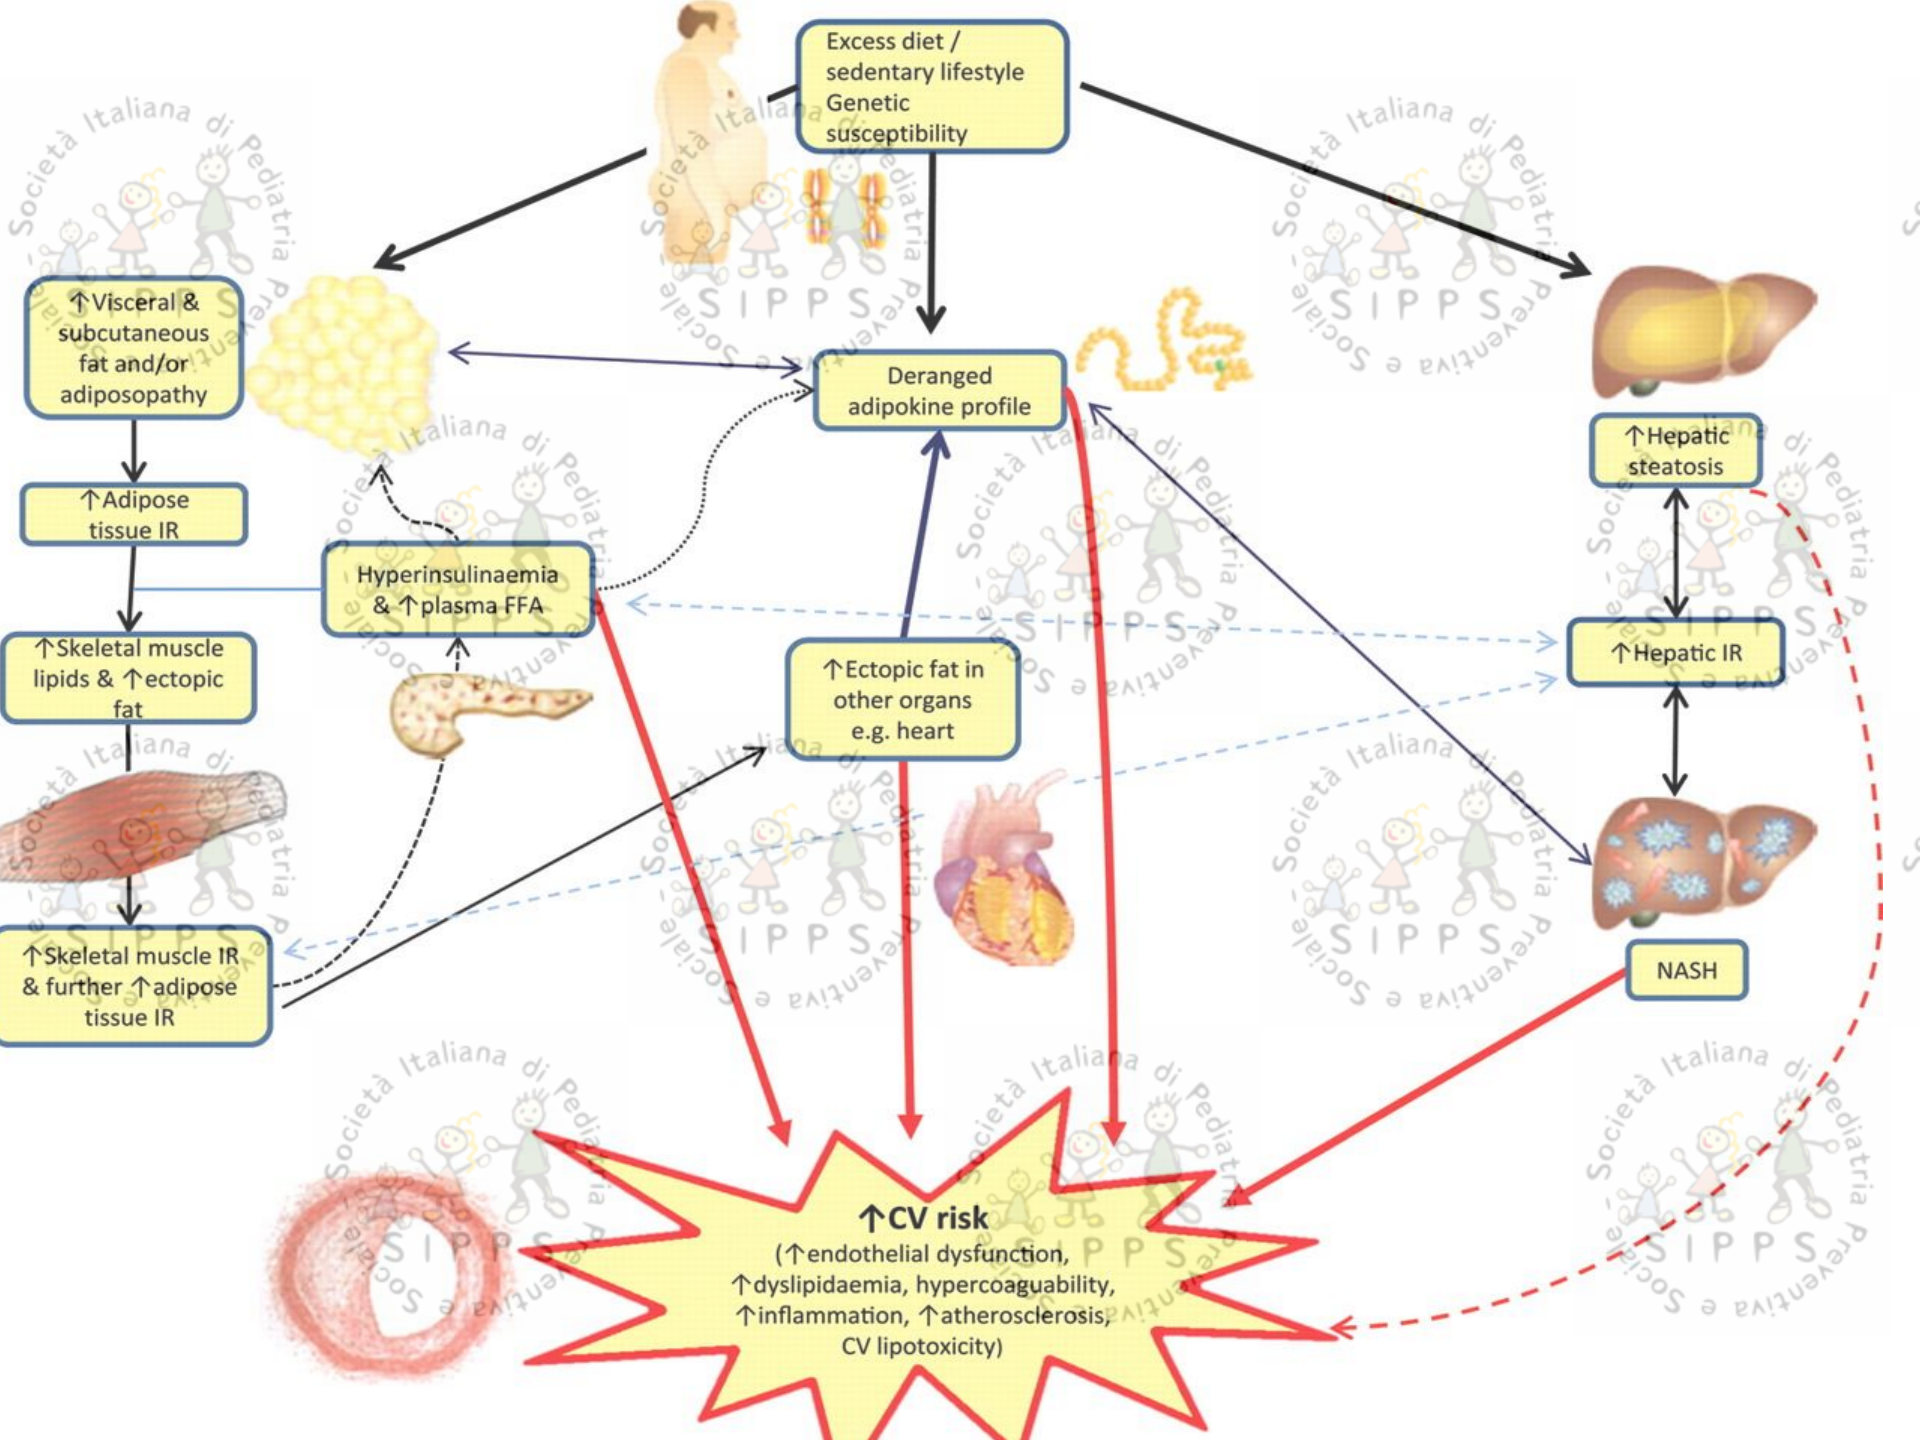 Excess diet /
sedentary lifestyle
Genetic
susceptibility
↑Visceral &
subcutaneous
fat and/or
adiposopathy
Deranged
adipokine profile
↑Hepatic
steatosis
↑Adipose
tissue IR
Hyperinsulinaemia
& ↑plasma FFA
↑Skeletal muscle
lipids & ↑ectopic
fat
↑Ectopic fat in
other organs
e.g. heart
↑Hepatic IR
↑Skeletal muscle IR
& further ↑adipose
tissue IR
NASH
↑CV risk
(↑endothelial dysfunction,
↑dyslipidaemia, hypercoaguability,
↑inflammation, ↑atherosclerosis,
CV lipotoxicity)
Società Italiana di Pediatria Preventiva e Sociale
SIPPS